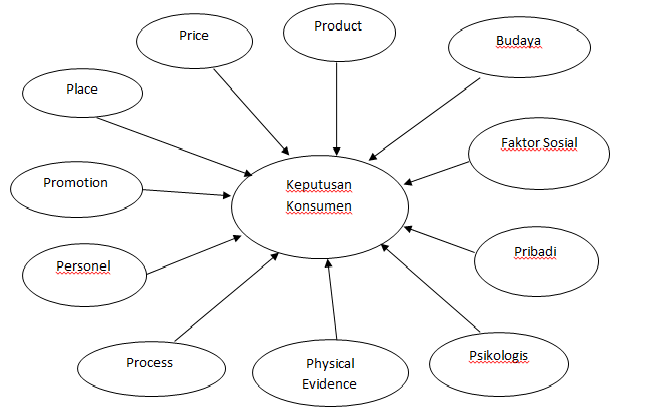 Product
Price
Budaya
Place
Faktor Sosial
Promotion
Keputusan
Konsumen
Personel
Pribadi
Process
Physical
Evidence
Psikologis